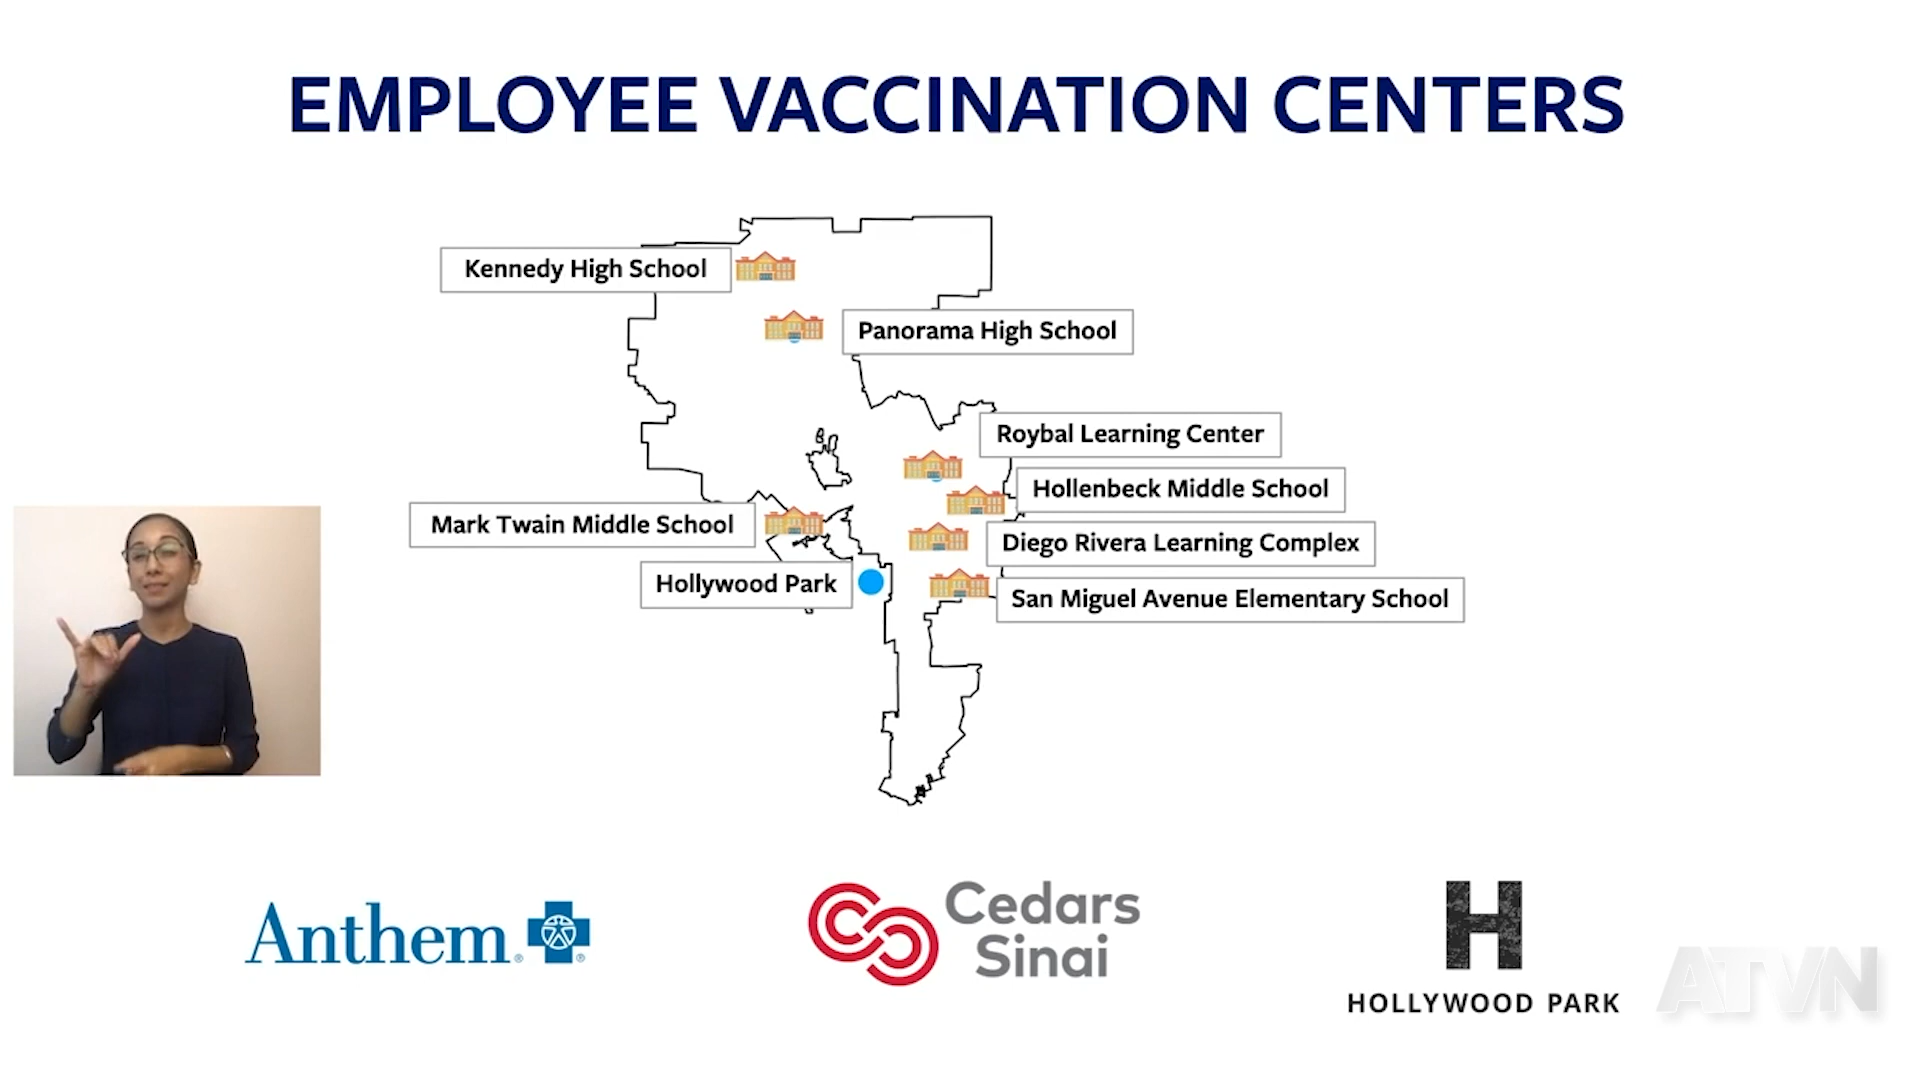 EMPLOYEE VACCINATION CENTERS
Kennedy High School
Panorama High School
Roybal Learning Center
Hollenbeck Middle School
Mark Twain Middle School
Diego Rivera Learning Complex
Hollywood Park
San Miguel Avenue Elementary School
Anthem
Cedars
Sinai
H
HOLLYWOOD PARK
ATVN